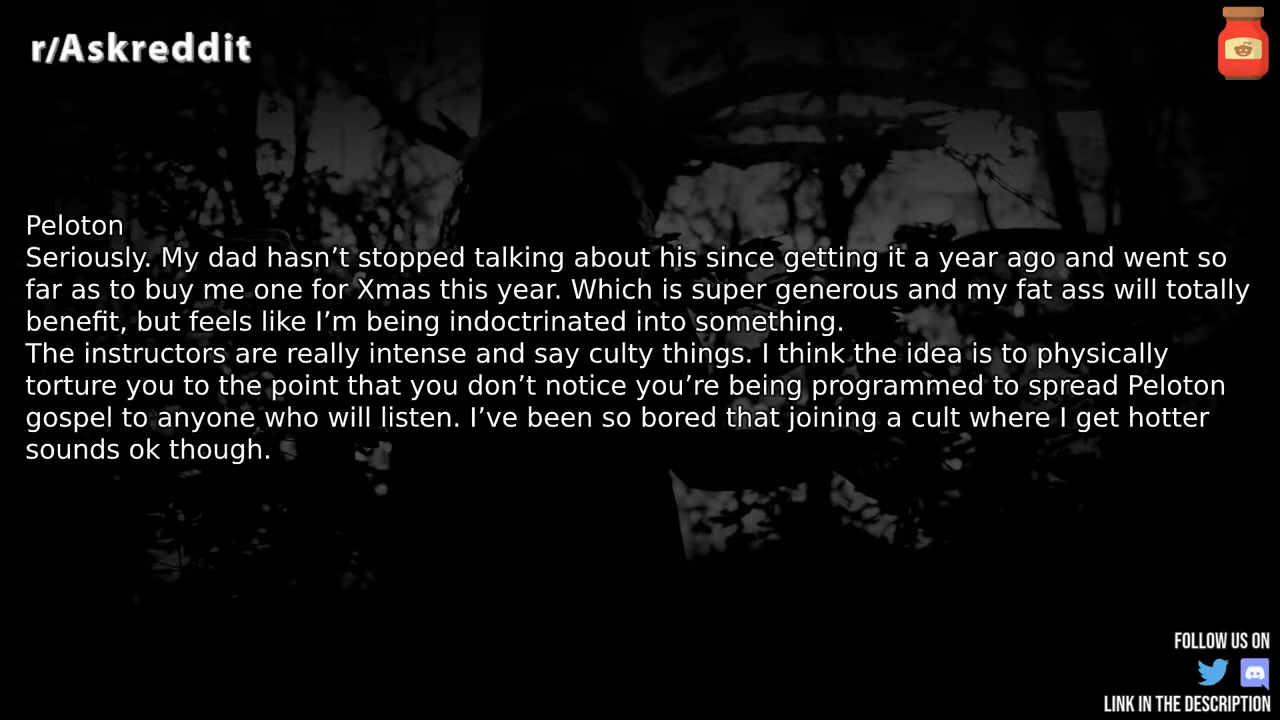 r/Askreddit
Peloton
Seriously. My dad hasn’t stopped talking about his since getting it a year ago and went so
far as to buy me one for Xmas this year. Which is super generous and my fat ass will totally
benefit, but feels like I’m being indoctrinated into something.
The instructors are really intense and say culty things. I think the idea is to physically
torture you to the point that you don’t notice you’re being programmed to spread Peloton
gospel to anyone who will listen. I’ve been so bored that joining a cult where I get hotter
sounds ok though.
FOLLOW US ON
LINK IN THE DESCRIPTION